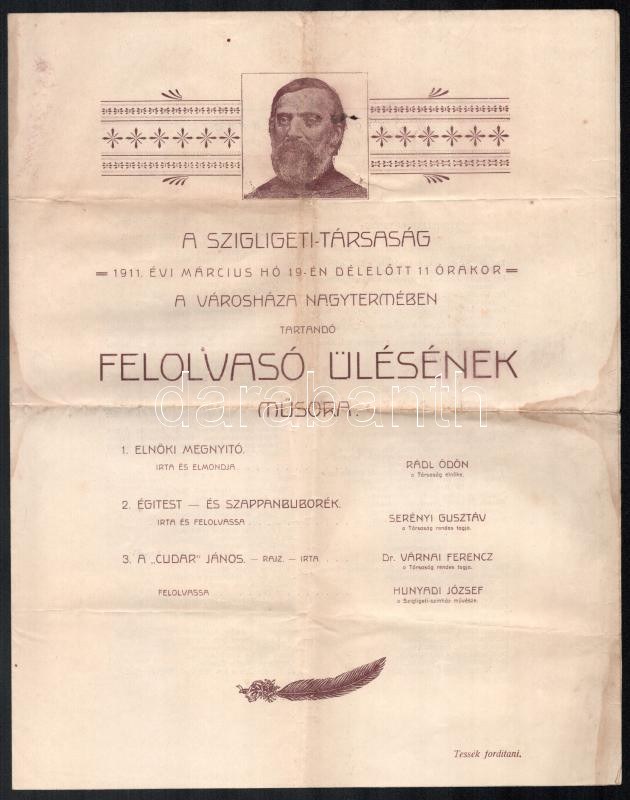 A SZIGLIGETI-TÁRSASÁG
1911. ÉVI MÁRCIUS HÓ 19-ÉN DÉLELŐTT 11 ÓRAKOR
A VÁROSHÁZA NAGYTERMÉBEN
TARTANDÓ
FELOLVASÓ ÜLÉSÉNEK
darabanth
MŰSORA.
1. ELNÖKI MEGNYITÓ.
IRTA ÉS ELMONDJA RÁDL ÖDÖN
a Társaság elnöke.
2. ÉGITEST — ÉS SZAPPANBUBORÉK.
IRTA ÉS FELOLVASSA . . . SERÉNYI GUSZTÁV
a Társaság rendes tagja.
3. A „CUDAR" JÁNOS. — RAJZ. — IRTA . . . Dr. VÁRNAI FERENCZ
a Társaság rendes tagja.
FELOLVASSA . . . HUNYADI JÓZSEF
a Szigligeti-szinház művésze.
Tessék forditani.